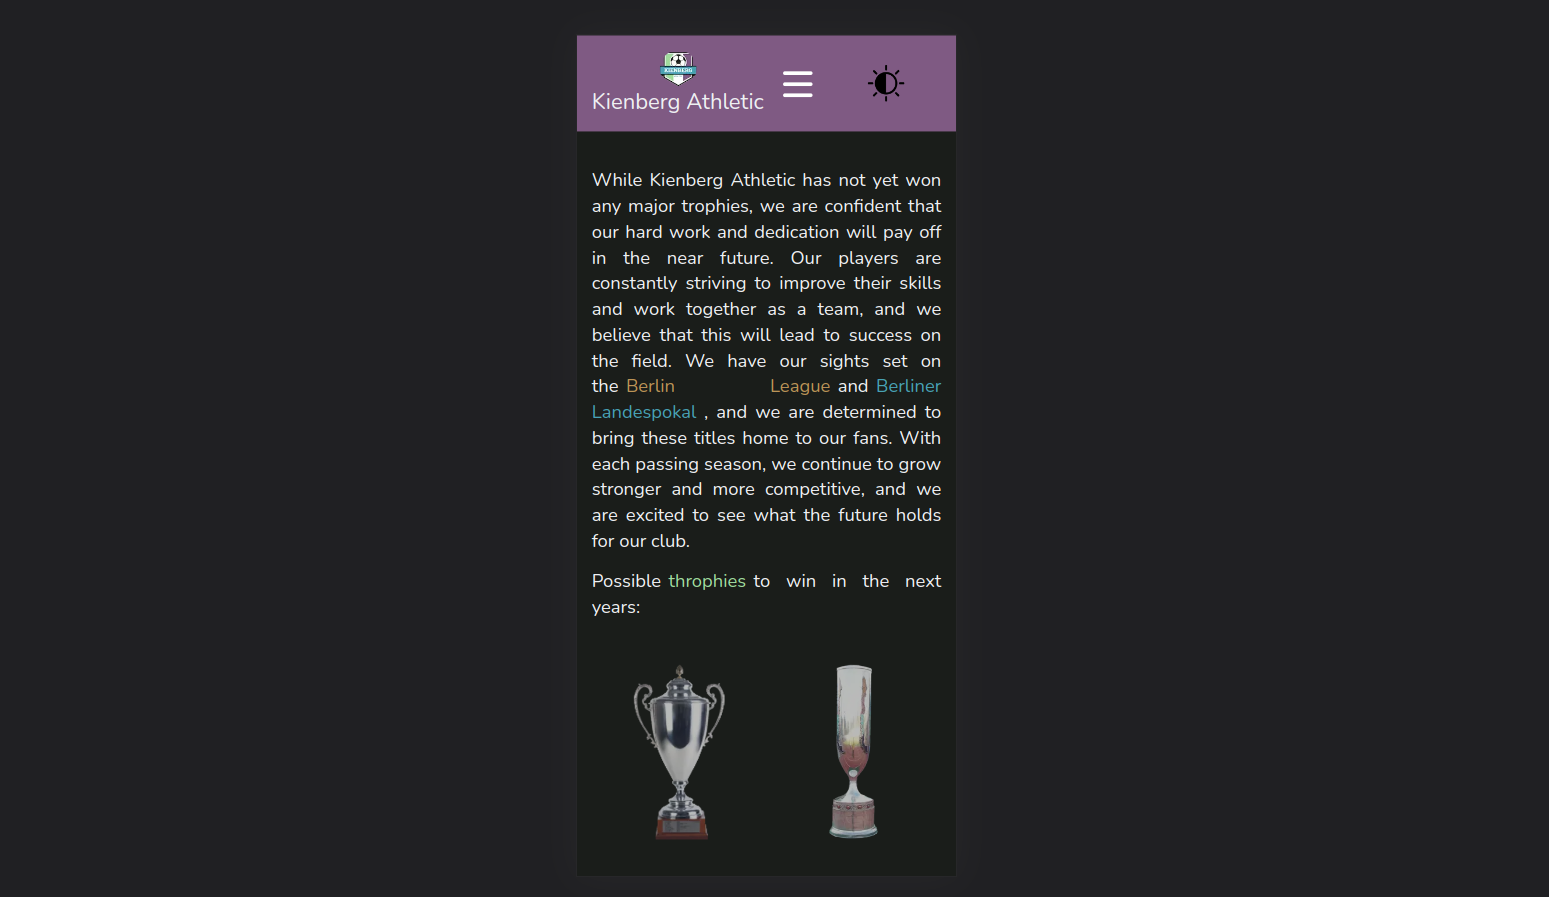 KIENBERG
Kienberg Athletic
While Kienberg Athletic has not yet won
any major trophies, we are confident that
our hard work and dedication will pay off
in the near future. Our players are
constantly striving to improve their skills
and work together as a team, and we
believe that this will lead to success on
the field. We have our sights set on
the Berlin League and Berliner
Landespokal , and we are determined to
bring these titles home to our fans. With
each passing season, we continue to grow
stronger and more competitive, and we
are excited to see what the future holds
for our club.
Possible throphies to win in the next
years: